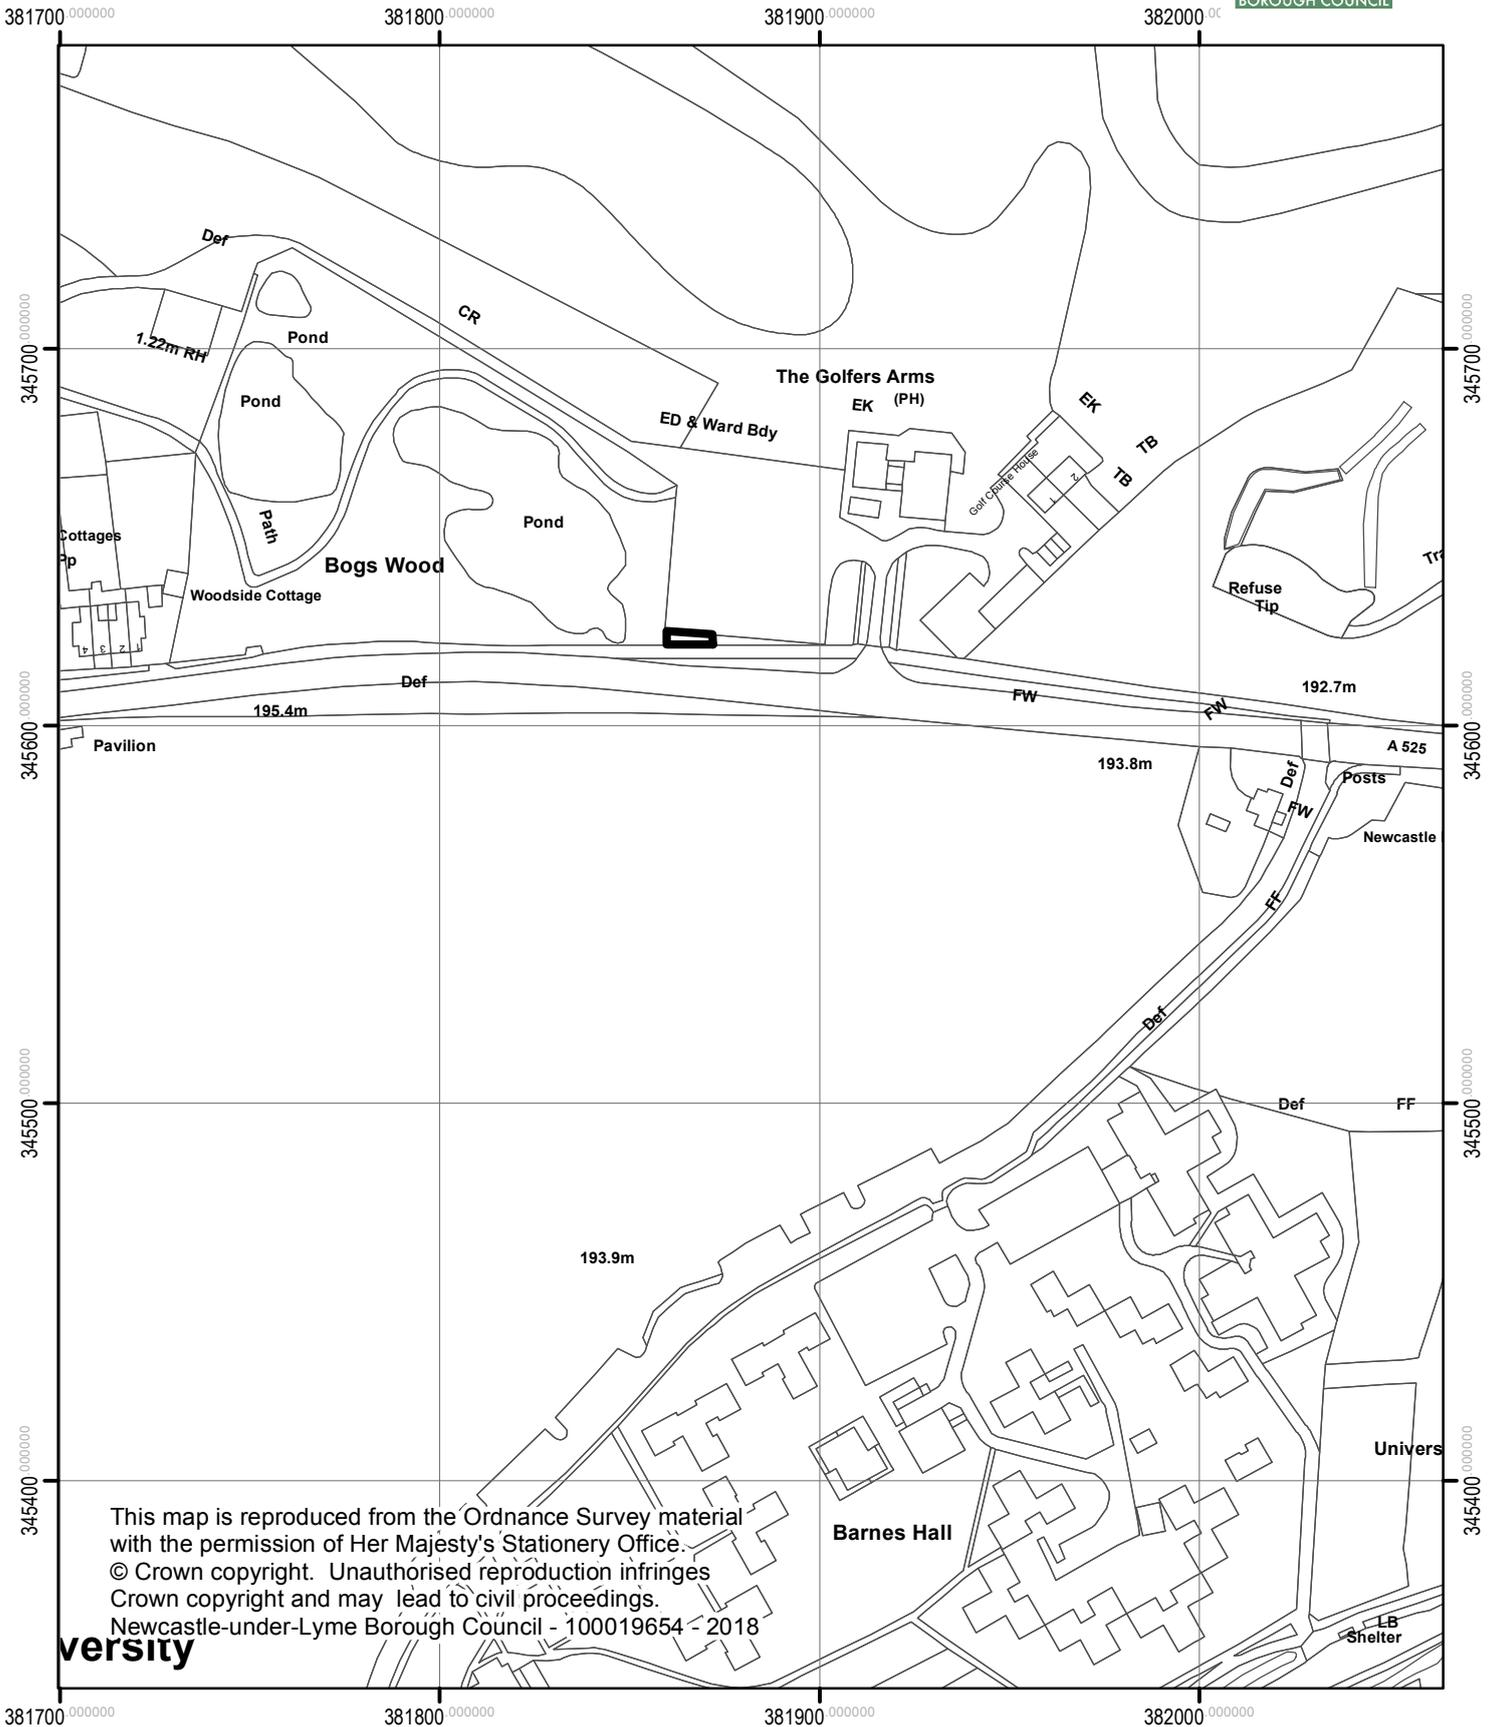 BOROUGH COUNCIL
381700.000000
381800.000000
381900.000000
382000.00
Def
CR
345700.000000
345700.000000
1.22m RH
Pond
The Golfers Arms
(PH)
EK
EK
Pond
ED & Ward Bdy
TB
TB
Golf Course House
2
1
Pond
Path
Cottages
Pp
Bogs Wood
Woodside Cottage
Refuse
Tip
Tra
4 3 2 1
Def
FW
FW
192.7m
195.4m
345600.000000
345600.000000
Pavilion
A 525
193.8m
Def
Posts
FW
Newcastle
FF
Def
345500.000000
345500.000000
Def
FF
193.9m
Univers
345400.000000
345400.000000
Barnes Hall
This map is reproduced from the Ordnance Survey material
with the permission of Her Majesty's Stationery Office.
© Crown copyright. Unauthorised reproduction infringes
Crown copyright and may lead to civil proceedings.
Newcastle-under-Lyme Borough Council - 100019654 - 2018
versity
LB
Shelter
381700.000000
381800.000000
381900.000000
382000.000000